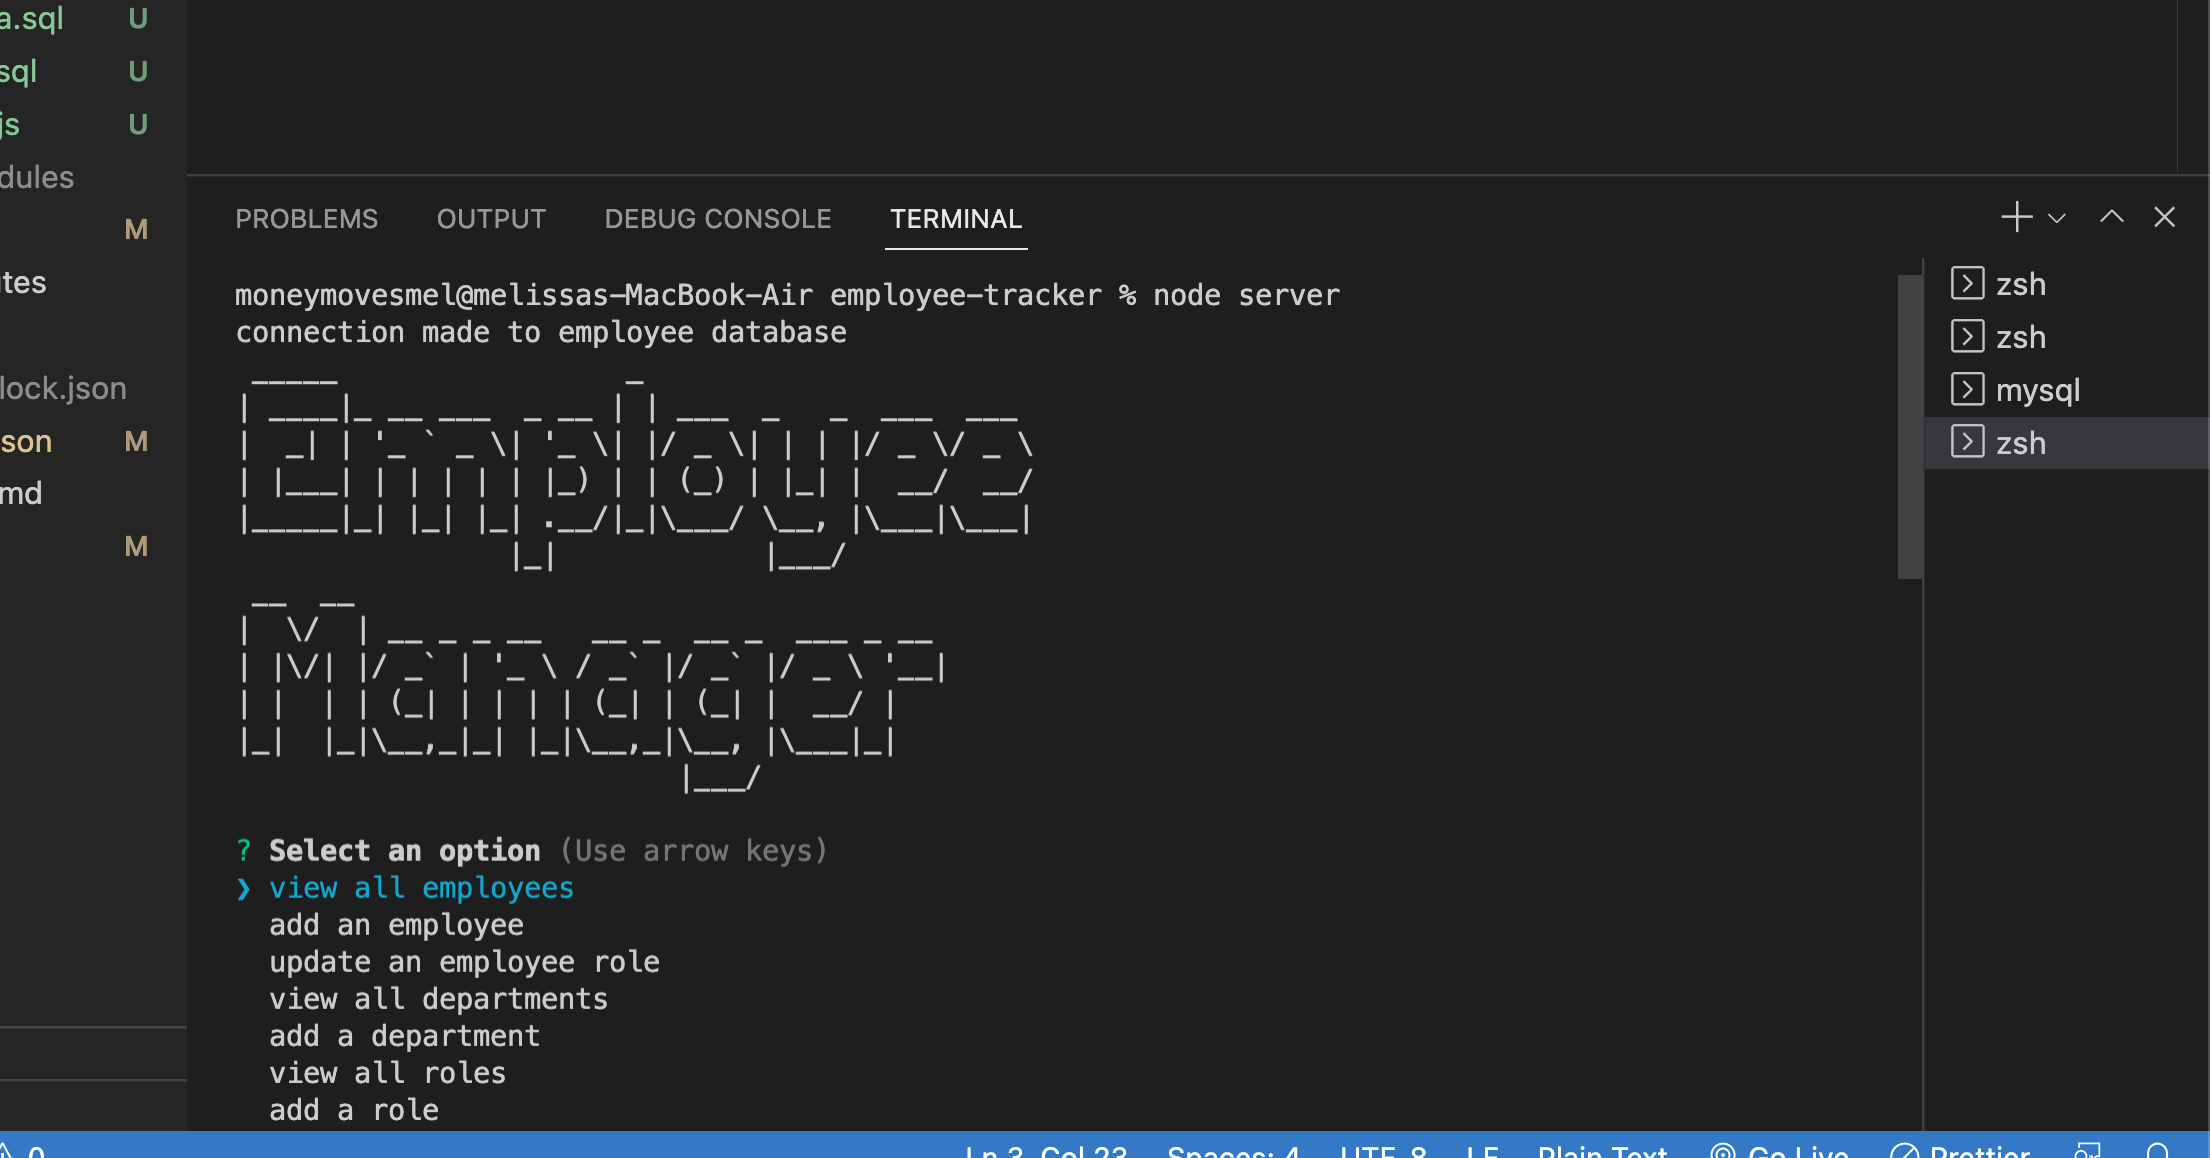 a.sql U
sql U
js U
dules
M
tes
lock.json
son M
md
M
PROBLEMS OUTPUT DEBUG CONSOLE TERMINAL
moneymovesmel@melissas-MacBook-Air employee-tracker % node server
connection made to employee database
Employee
Manager
? Select an option (Use arrow keys)
❯ view all employees
add an employee
update an employee role
view all departments
add a department
view all roles
add a role
zsh
zsh
mysql
zsh
0 Ln 3, Col 23 Spaces: 4 UTF-8 LF Plain Text Go Live Prettier